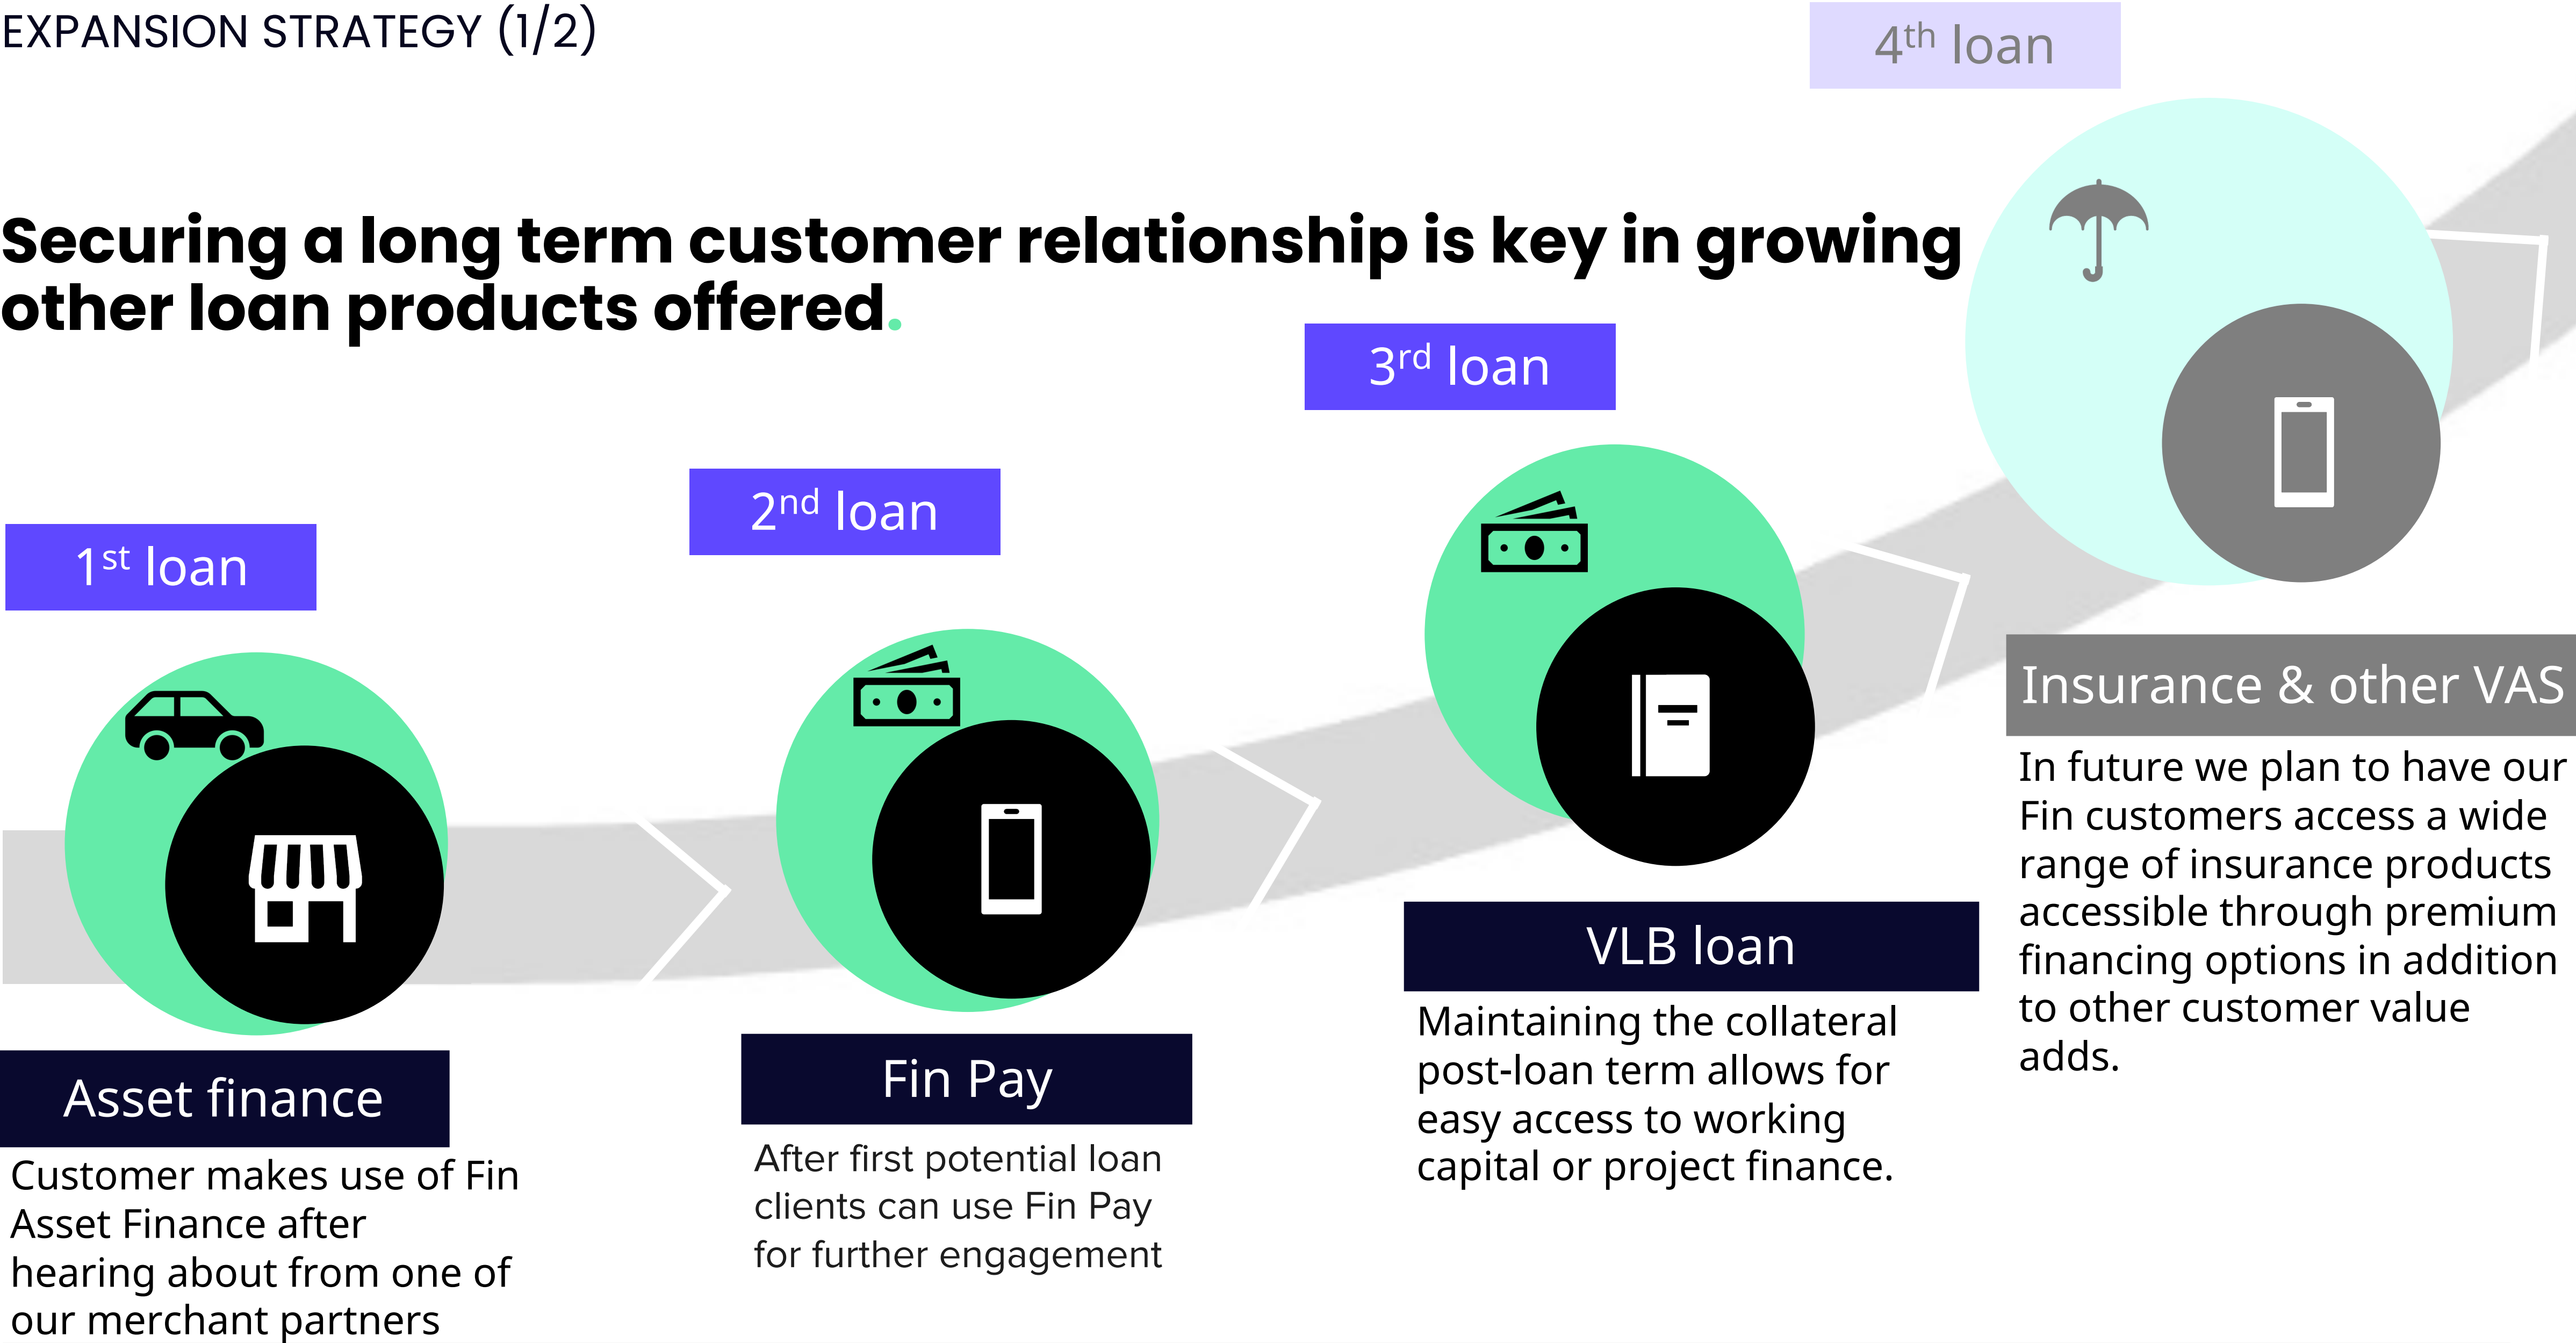 EXPANSION STRATEGY (1/2)
Securing a long term customer relationship is key in growing
other loan products offered.
1st loan
Asset finance
Customer makes use of Fin
Asset Finance after
hearing about from one of
our merchant partners
2nd loan
Fin Pay
After first potential loan
clients can use Fin Pay
for further engagement
3rd loan
VLB loan
Maintaining the collateral
post-loan term allows for
easy access to working
capital or project finance.
4th loan
Insurance & other VAS
In future we plan to have our
Fin customers access a wide
range of insurance products
accessible through premium
financing options in addition
to other customer value
adds.